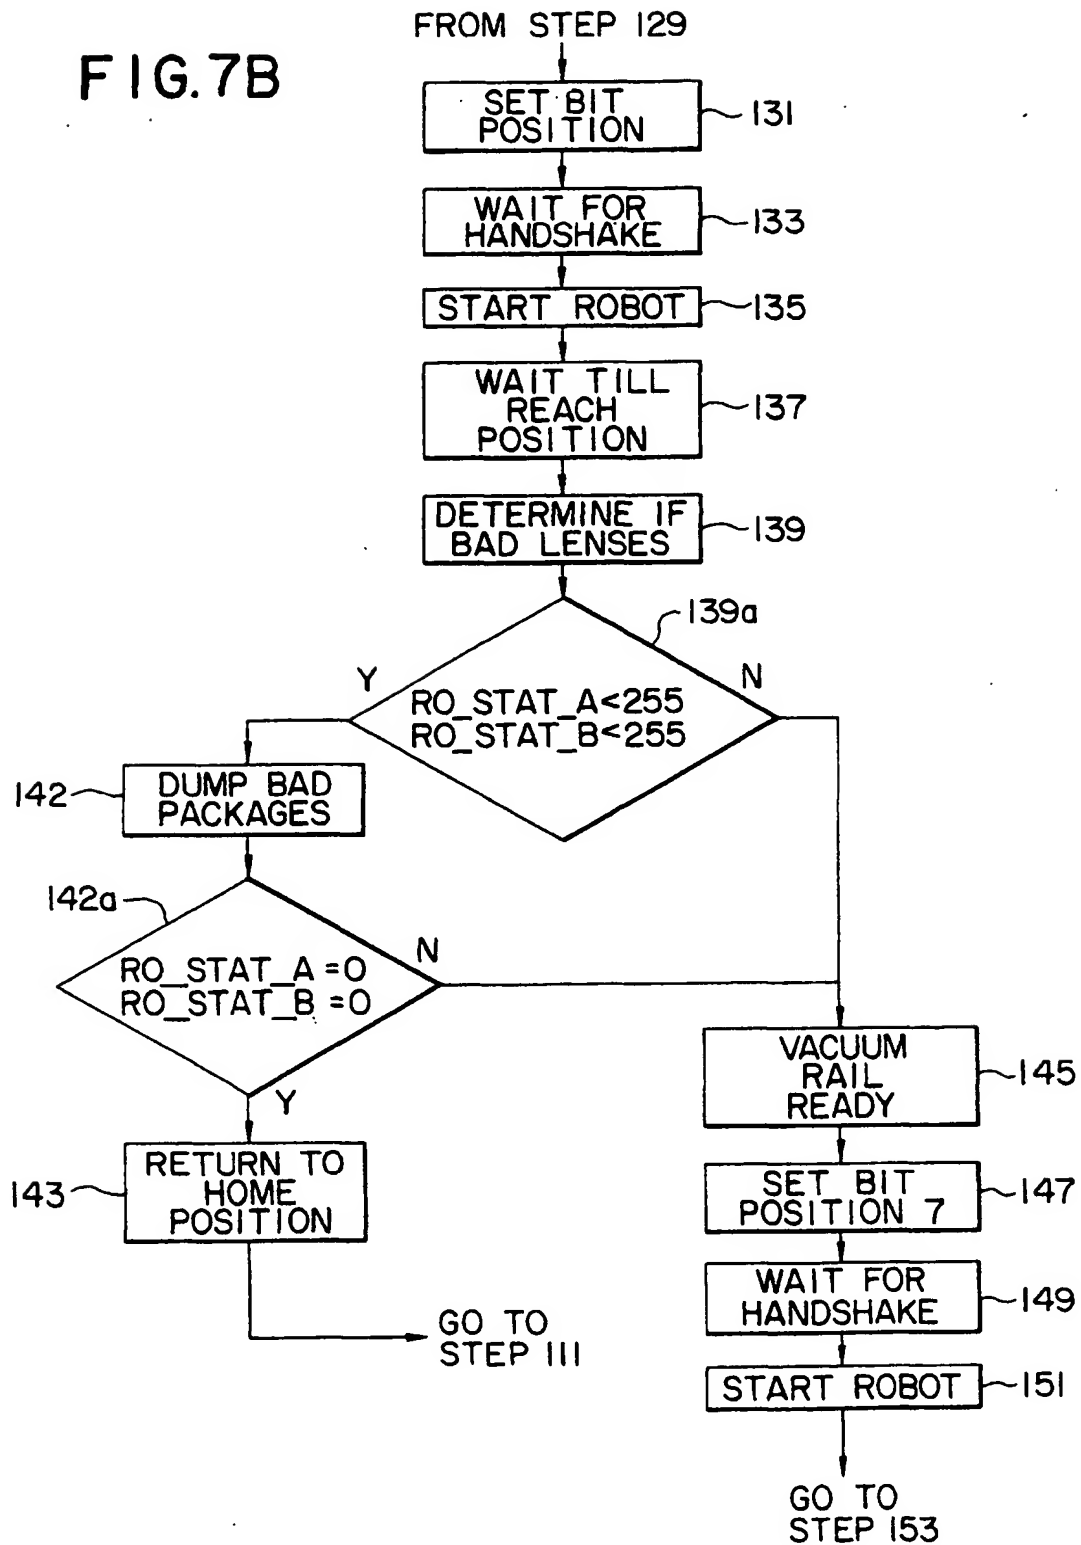 FROM STEP 129
FIG. 7B
SET BIT
POSITION
131
WAIT FOR
HANDSHAKE
133
START ROBOT
135
WAIT TILL
REACH
POSITION
137
DETERMINE IF
BAD LENSES
139
139a
Y
N
RO_STAT_A<255
RO_STAT_B<255
142
DUMP BAD
PACKAGES
142a
N
RO_STAT_A=0
RO_STAT_B=0
Y
VACUUM
RAIL
READY
145
143
RETURN TO
HOME
POSITION
SET BIT
POSITION 7
147
WAIT FOR
HANDSHAKE
149
GO TO
STEP 111
START ROBOT
151
GO TO
STEP 153